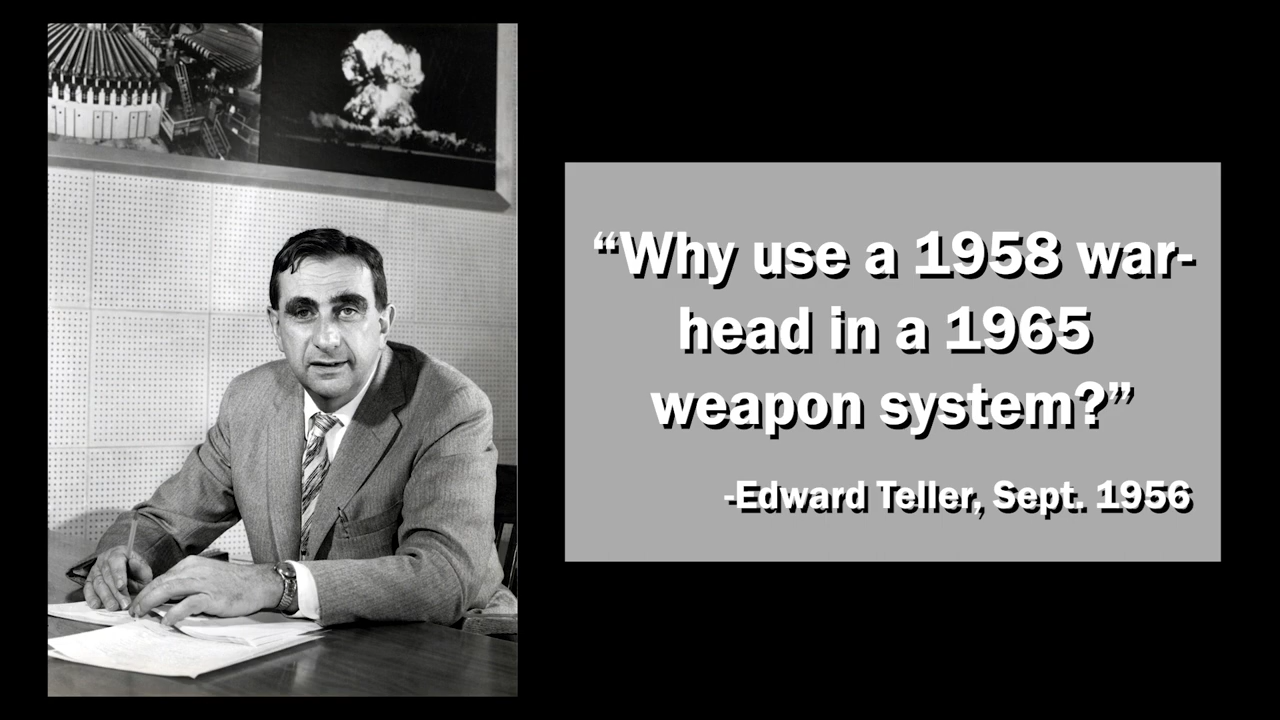 “Why use a 1958 war-
head in a 1965
weapon system?”
-Edward Teller, Sept. 1956